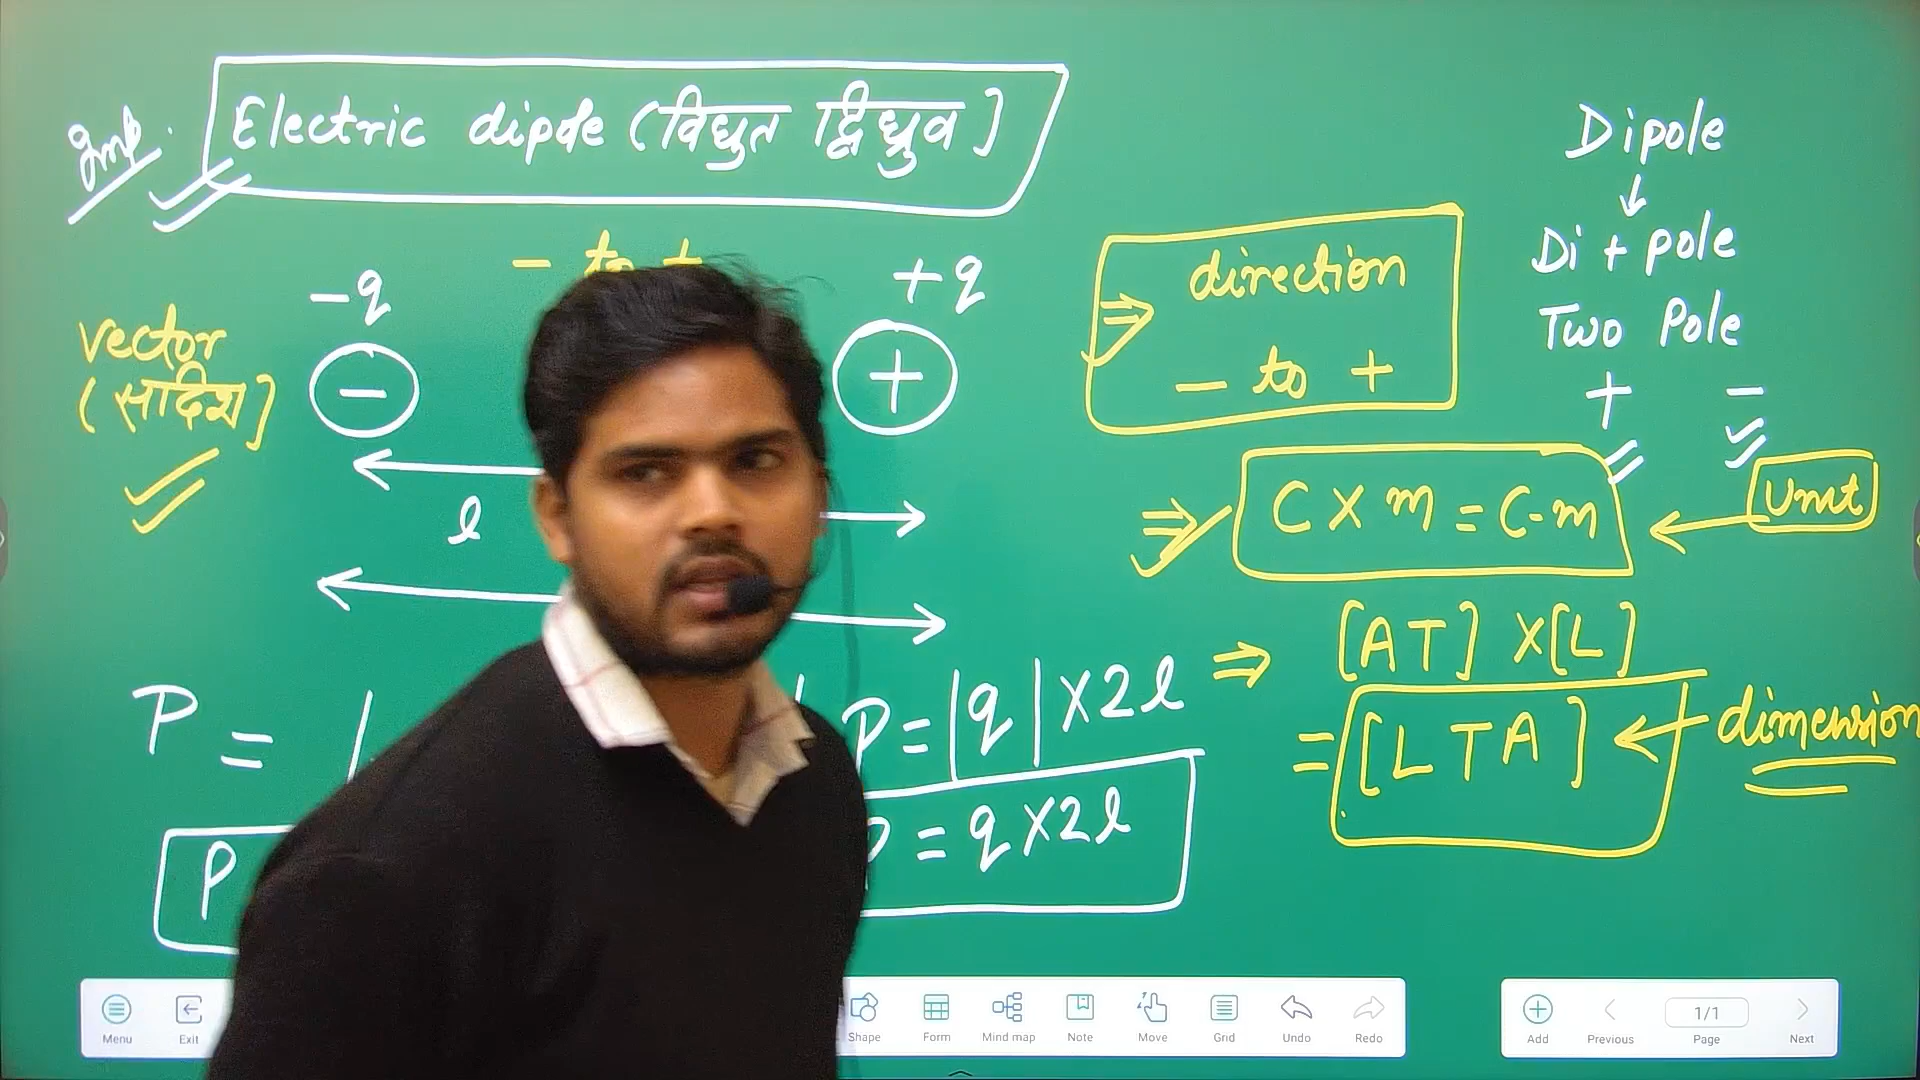 Imp.
Electric dipole (विद्युत द्विध्रुव)
- to +
-q
+q
vector
(सदिश)
-
+
l
P =
P = |q| X 2l
P
P = q X 2l
direction
- to +
C X m = C-m
Unit
[AT] X [L]
= [L T A]
dimension
Dipole
Di + pole
Two Pole
+ -
Menu
Exit
Shape
Form
Mind map
Note
Move
Grid
Undo
Redo
Add
Previous
1/1
Page
Next